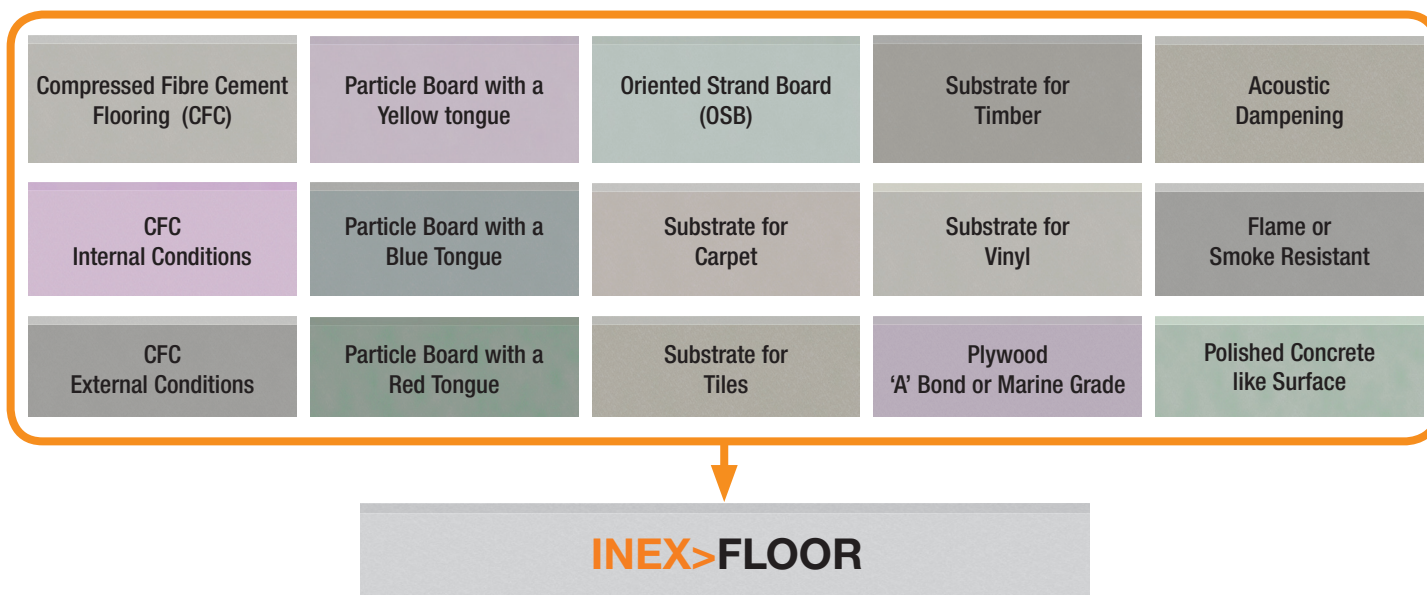 Compressed Fibre Cement
Flooring (CFC)
Particle Board with a
Yellow tongue
Oriented Strand Board
(OSB)
Substrate for
Timber
Acoustic
Dampening
CFC
Internal Conditions
Particle Board with a
Blue Tongue
Substrate for
Carpet
Substrate for
Vinyl
Flame or
Smoke Resistant
CFC
External Conditions
Particle Board with a
Red Tongue
Substrate for
Tiles
Plywood
‘A’ Bond or Marine Grade
Polished Concrete
like Surface
INEX>FLOOR